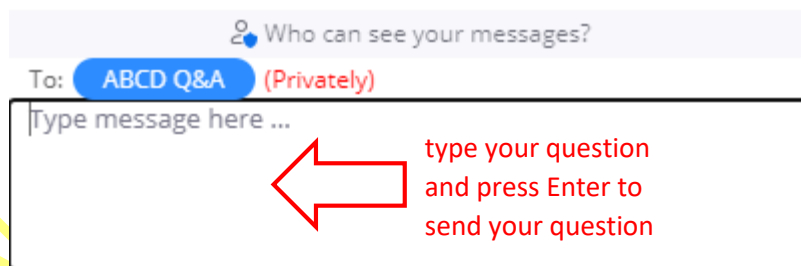 Who can see your messages?
To: ABCD Q&A (Privately)
Type message here ...
type your question
and press Enter to
send your question